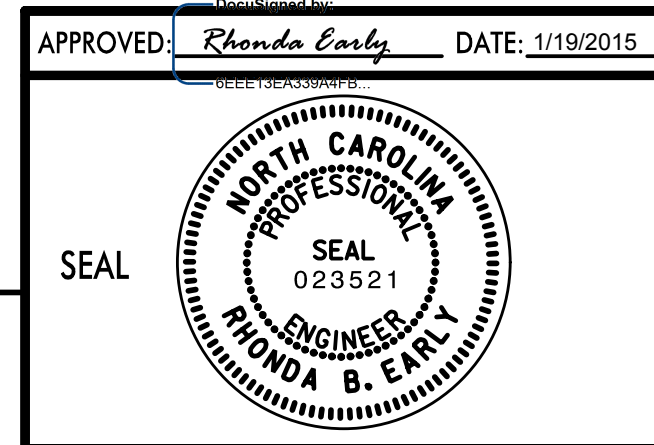 DocuSigned by:
APPROVED: Rhonda Early DATE: 1/19/2015
6EEE13EA339A4FB...
SEAL
NORTH CAROLINA
PROFESSIONAL
SEAL
023521
ENGINEER
RHONDA B. EARLY